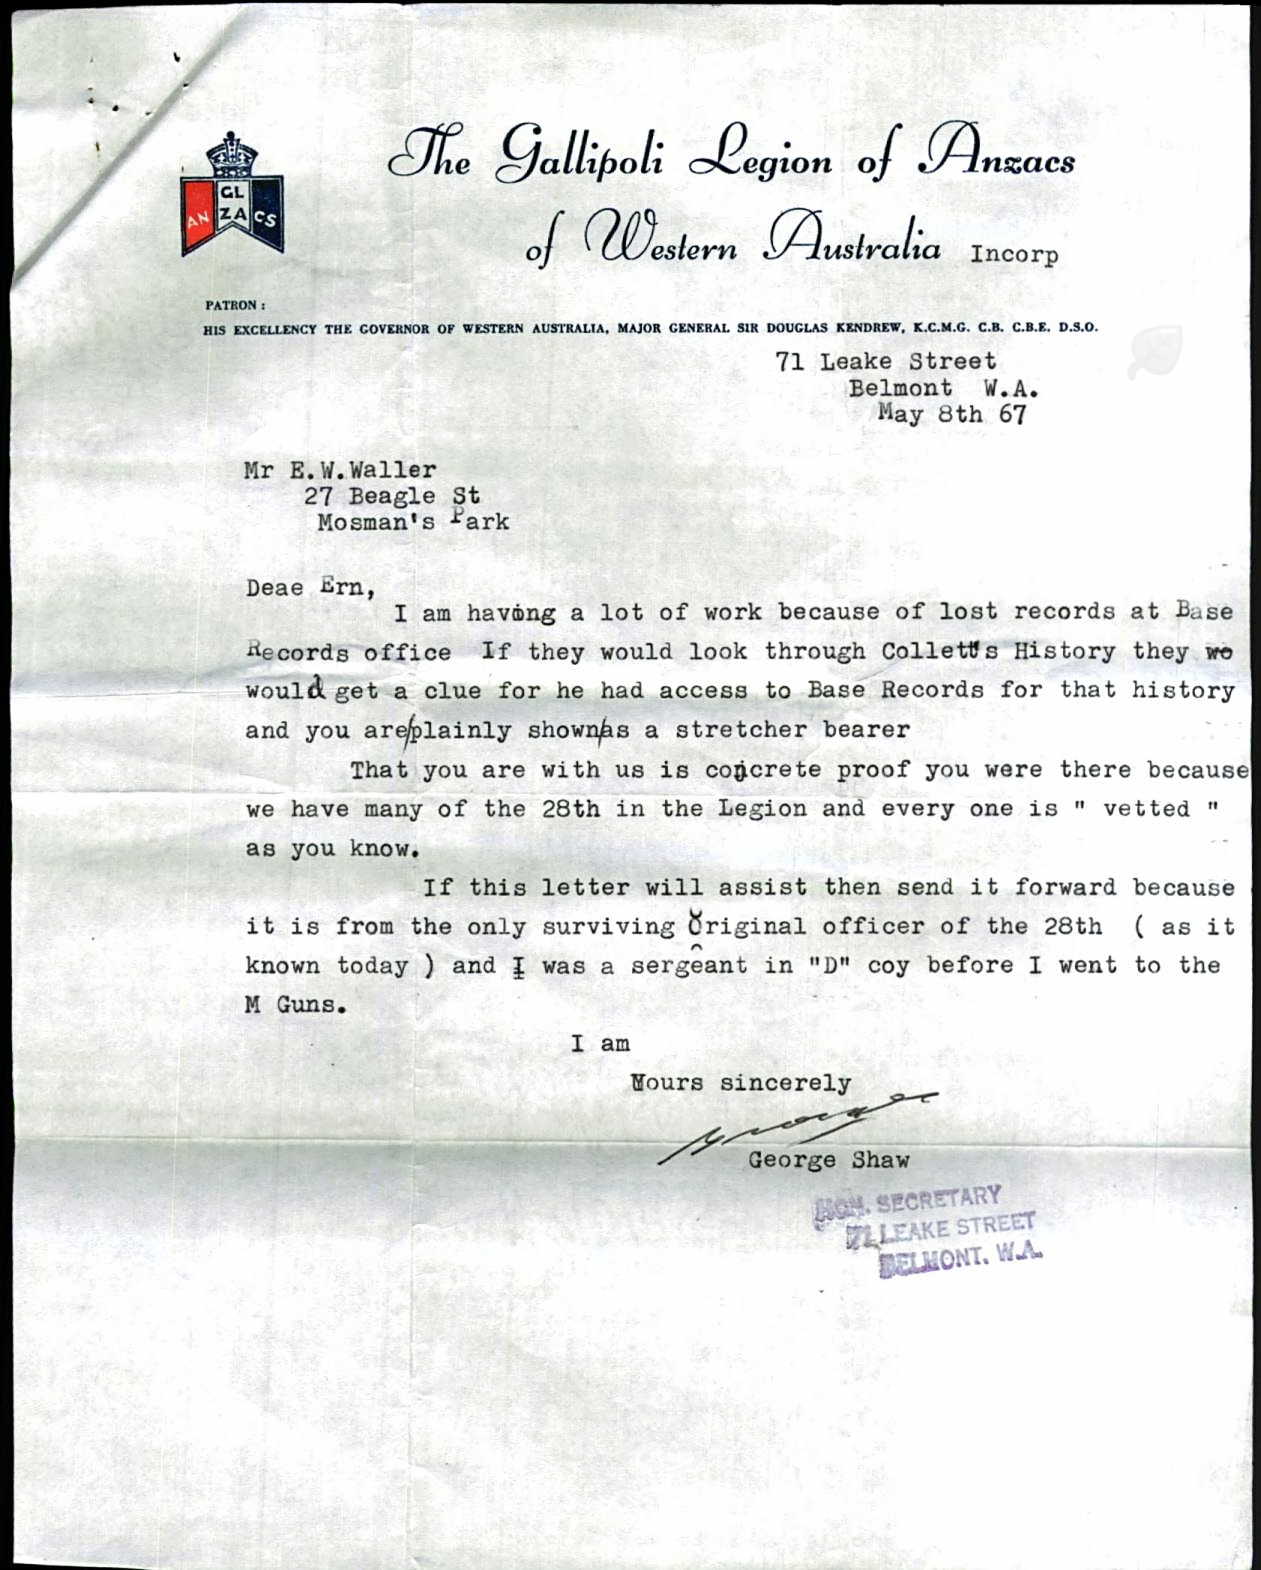 The Gallipoli Legion of Anzacs
of Western Australia Incorp
GL
AN ZA CS
PATRON :
HIS EXCELLENCY THE GOVERNOR OF WESTERN AUSTRALIA, MAJOR GENERAL SIR DOUGLAS KENDREW, K.C.M.G. C.B. C.B.E. D.S.O.
71 Leake Street
Belmont W.A.
May 8th 67
Mr E.W.Waller
27 Beagle St
Mosman's Park
Deae Ern,
I am having a lot of work because of lost records at Base
Records office If they would look through Collett's History they wo
would get a clue for he had access to Base Records for that history
and you are/plainly shown/as a stretcher bearer
That you are with us is concrete proof you were there because
we have many of the 28th in the Legion and every one is " vetted "
as you know.
If this letter will assist then send it forward because
it is from the only surviving Original officer of the 28th ( as it
known today ) and I was a sergeant in "D" coy before I went to the
M Guns.
I am
Yours sincerely
George
George Shaw
HON. SECRETARY
71 LEAKE STREET
BELMONT. W.A.